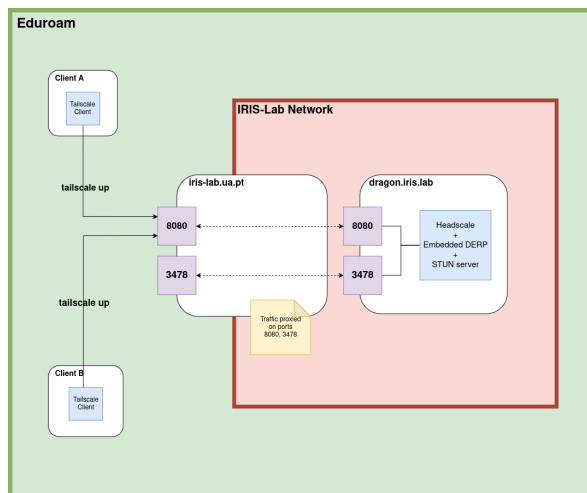 Eduroam
Client A
Tailscale
Client
IRIS-Lab Network
iris-lab.ua.pt
dragon.iris.lab
tailscale up
8080
8080
Headscale
+
Embedded DERP
+
STUN server
3478
3478
tailscale up
Traffic proxied
on ports
8080, 3478
Client B
Tailscale
Client